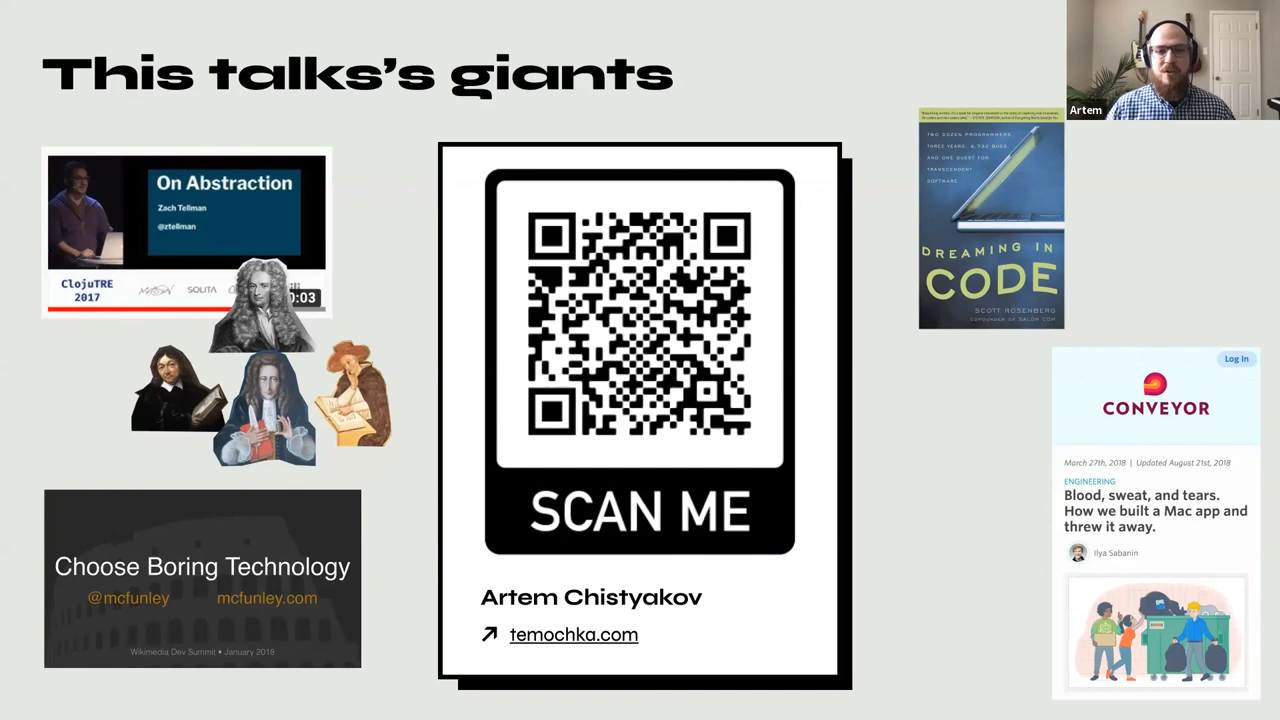 This talks’s giants
On Abstraction
Zach Tellman
@ztellman
ClojuTRE
2017
SOLITA
0:03
Choose Boring Technology
@mcfunley mcfunley.com
Wikimedia Dev Summit • January 2018
SCAN ME
Artem Chistyakov
temochka.com
Artem
TWO DOZEN PROGRAMMERS,
THREE YEARS, 4,732 BUGS,
AND ONE QUEST FOR
TRANSCENDENT
SOFTWARE
DREAMING IN
CODE
SCOTT ROSENBERG
COFOUNDER OF SALON.COM
Log In
CONVEYOR
March 27th, 2018 | Updated August 21st, 2018
ENGINEERING
Blood, sweat, and tears.
How we built a Mac app and
threw it away.
Ilya Sabanin